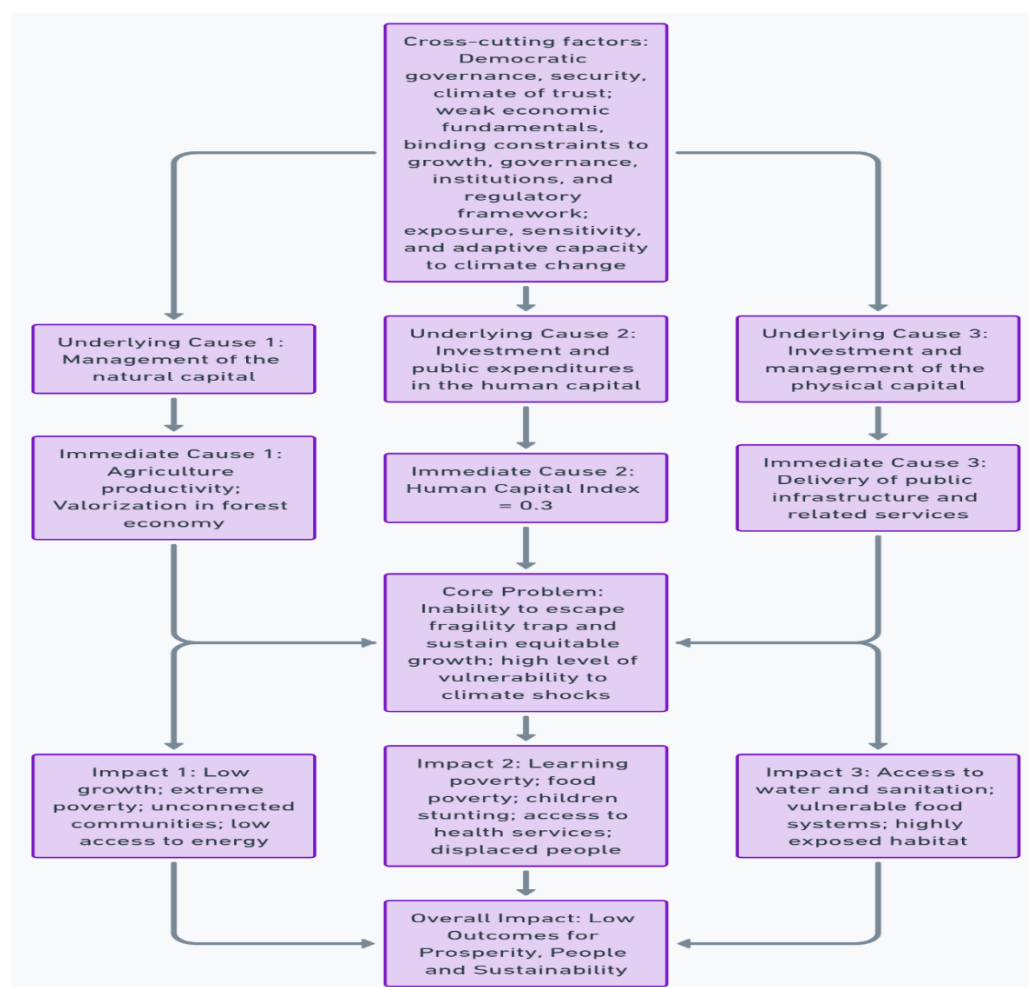 Cross-cutting factors:
Democratic
governance, security,
climate of trust;
weak economic
fundamentals,
binding constraints to
growth, governance,
institutions, and
regulatory
framework;
exposure, sensitivity,
and adaptive capacity
to climate change
Underlying Cause 1:
Management of the
natural capital
Underlying Cause 2:
Investment and
public expenditures
in the human capital
Underlying Cause 3:
Investment and
management of the
physical capital
Immediate Cause 1:
Agriculture
productivity;
Valorization in forest
economy
Immediate Cause 2:
Human Capital Index
= 0.3
Immediate Cause 3:
Delivery of public
infrastructure and
related services
Core Problem:
Inability to escape
fragility trap and
sustain equitable
growth; high level of
vulnerability to
climate shocks
Impact 1: Low
growth; extreme
poverty; unconnected
communities; low
access to energy
Impact 2: Learning
poverty; food
poverty; children
stunting; access to
health services;
displaced people
Impact 3: Access to
water and sanitation;
vulnerable food
systems; highly
exposed habitat
Overall Impact: Low
Outcomes for
Prosperity, People
and Sustainability